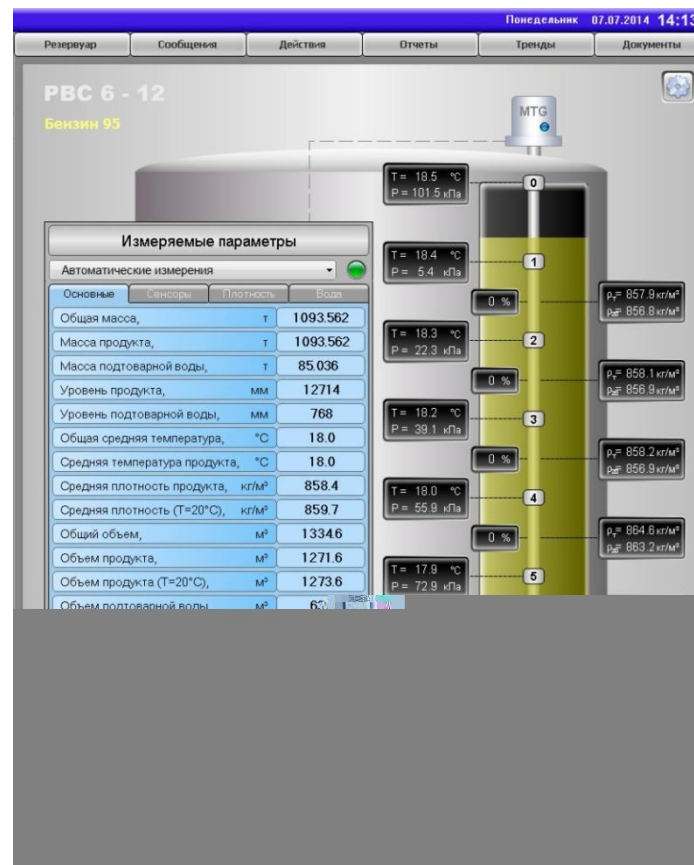 Понедельник 07.07.2014 14:13
Резервуар Сообщения Действия Отчеты Тренды Документы
РВС 6 - 12
Бензин 95
MTG
Измеряемые параметры
Автоматические измерения
Основные Сенсоры Плотность Вода
Общая масса, т 1093.562
Масса продукта, т 1093.562
Масса подтоварной воды, т 85.036
Уровень продукта, мм 12714
Уровень подтоварной воды, мм 768
Общая средняя температура, °C 18.0
Средняя температура продукта, °C 18.0
Средняя плотность продукта, кг/м³ 858.4
Средняя плотность (T=20°C), кг/м³ 859.7
Общий объем, м³ 1334.6
Объем продукта, м³ 1271.6
Объем продукта (T=20°C), м³ 1273.6
Объем подтоварной воды м³
T= 18.5 °C
P= 101.5 кПа
0
T= 18.4 °C
P= 5.4 кПа
1
0 %
ρт= 857.9 кг/м³
856.8 кг/м³
T= 18.3 °C
P= 22.3 кПа
2
0 %
ρт= 858.1 кг/м³
856.9 кг/м³
T= 18.2 °C
P= 39.1 кПа
3
0 %
ρт= 858.2 кг/м³
856.9 кг/м³
T= 18.0 °C
P= 55.9 кПа
4
0 %
ρт= 864.6 кг/м³
863.2 кг/м³
T= 17.9 °C
P= 72.9 кПа
5